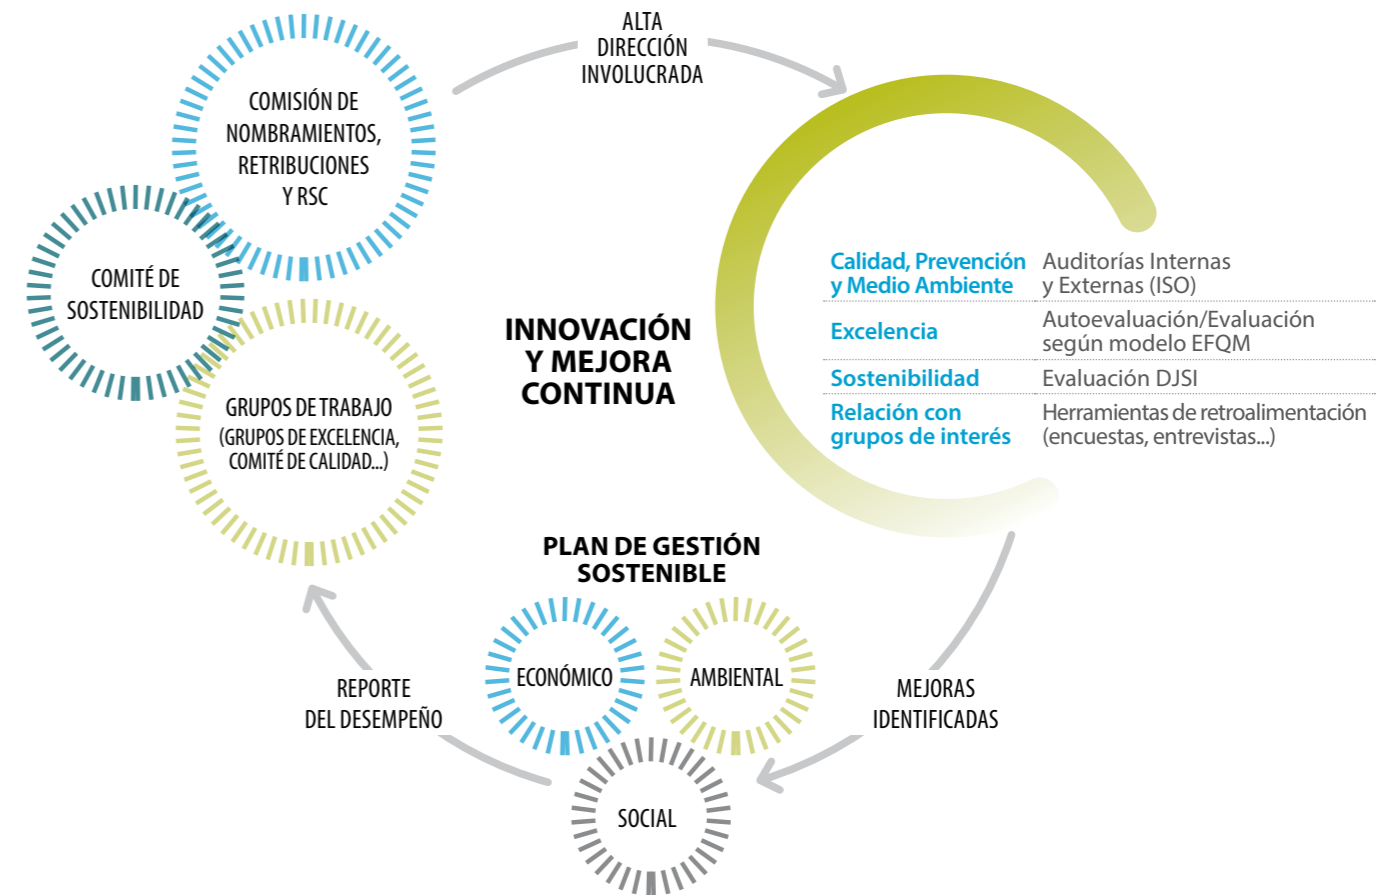 ALTA
DIRECCIÓN
INVOLUCRADA
COMISIÓN DE
NOMBRAMIENTOS,
RETRIBUCIONES
Y RSC
COMITÉ DE
SOSTENIBILIDAD
GRUPOS DE TRABAJO
(GRUPOS DE EXCELENCIA,
COMITÉ DE CALIDAD...)
INNOVACIÓN
Y MEJORA
CONTINUA
Calidad, Prevención
y Medio Ambiente
Auditorías Internas
y Externas (ISO)
Excelencia
Autoevaluación/Evaluación
según modelo EFQM
Sostenibilidad
Evaluación DJSI
Relación con
grupos de interés
Herramientas de retroalimentación
(encuestas, entrevistas...)
PLAN DE GESTIÓN
SOSTENIBLE
ECONÓMICO
AMBIENTAL
SOCIAL
REPORTE
DEL DESEMPEÑO
MEJORAS
IDENTIFICADAS